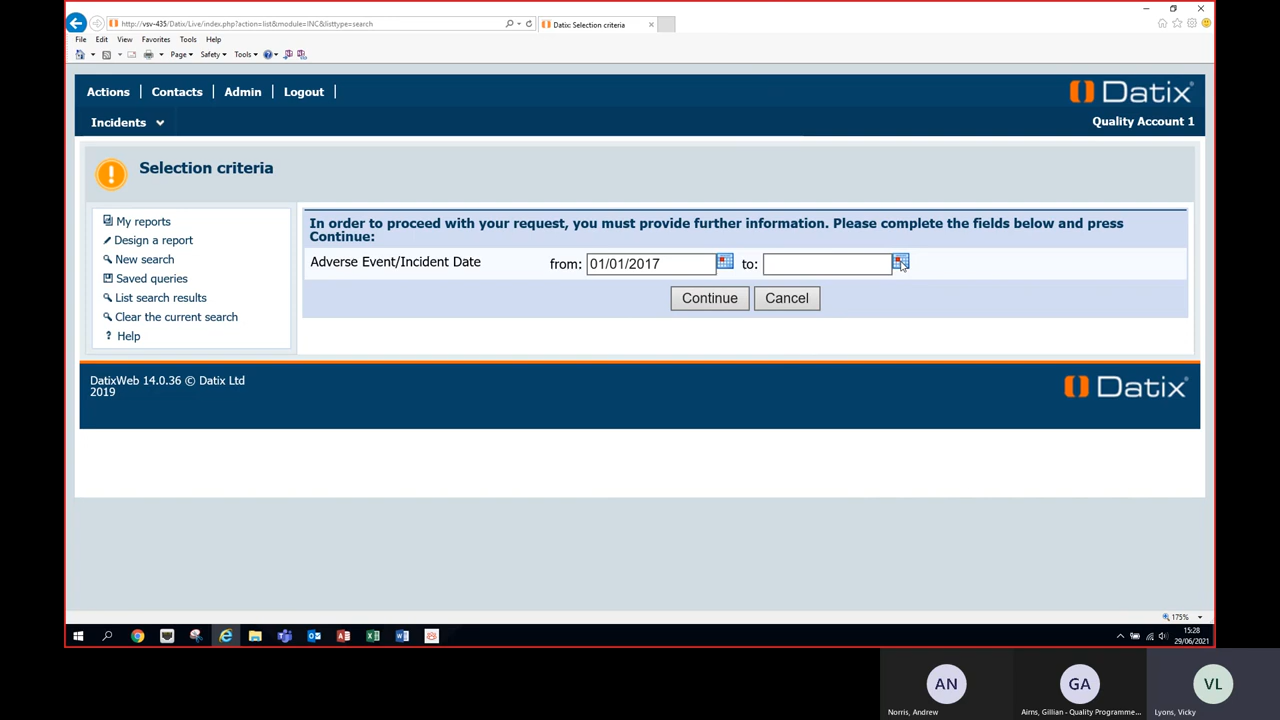 http://vsv-435/Datix/Live/index.php?action=list&module=INC&listtype=search
Datix: Selection criteria
File Edit View Favorites Tools Help
Page Safety Tools
Actions Contacts Admin Logout
Datix
Incidents
Quality Account 1
Selection criteria
My reports
Design a report
New search
Saved queries
List search results
Clear the current search
? Help
In order to proceed with your request, you must provide further information. Please complete the fields below and press
Continue:
Adverse Event/Incident Date from: 01/01/2017 to:
Continue Cancel
DatixWeb 14.0.36 © Datix Ltd
2019
Datix
175%
15:28
29/06/2021
AN GA VL
Norris, Andrew Airns, Gillian - Quality Programme... Lyons, Vicky